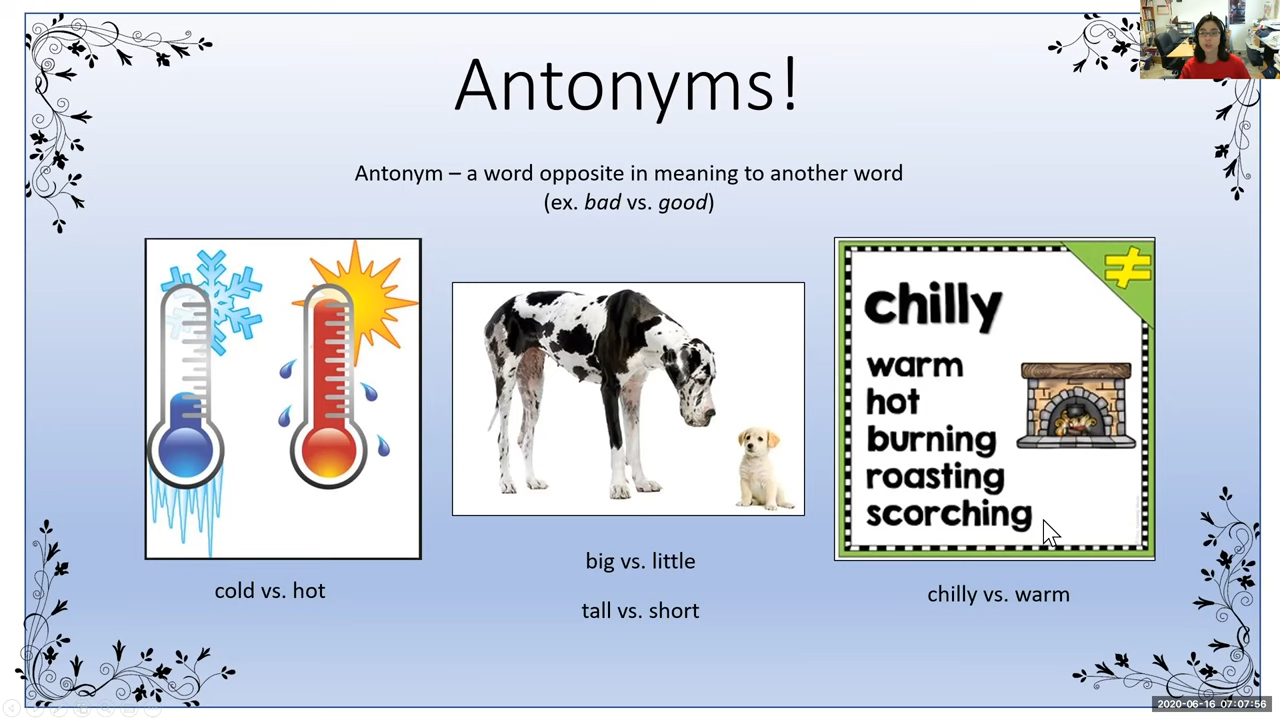 Antonyms!
Antonym – a word opposite in meaning to another word
(ex. bad vs. good)
≠
chilly
warm
hot
burning
roasting
scorching
cold vs. hot
big vs. little
tall vs. short
chilly vs. warm
2020-06-16 07:07:56